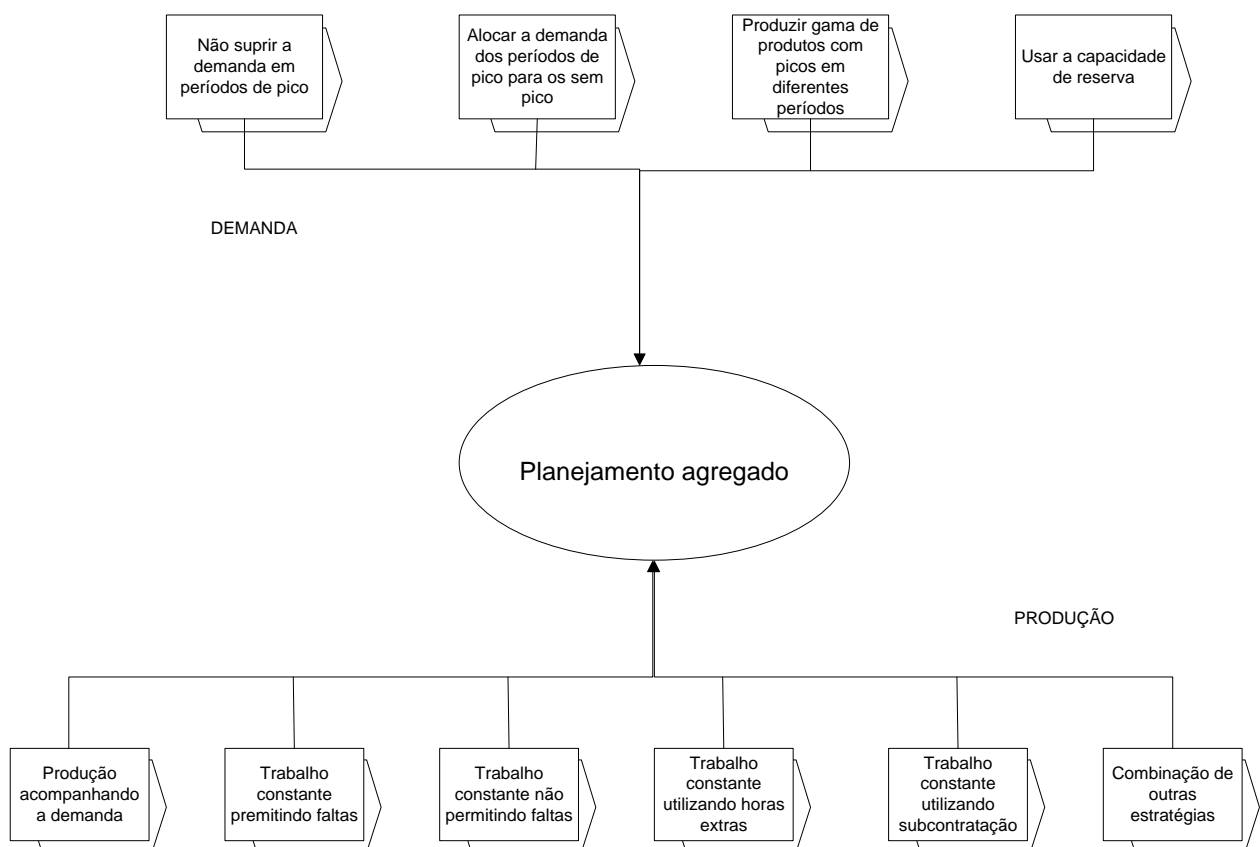 Não suprir a
demanda em
períodos de pico
Alocar a demanda
dos períodos de
pico para os sem
pico
Produzir gama de
produtos com
picos em
diferentes
períodos
Usar a capacidade
de reserva
DEMANDA
Planejamento agregado
PRODUÇÃO
Produção
acompanhando
a demanda
Trabalho
constante
premitindo faltas
Trabalho
constante não
permitindo faltas
Trabalho
constante
utilizando horas
extras
Trabalho
constante
utilizando
subcontratação
Combinação de
outras
estratégias